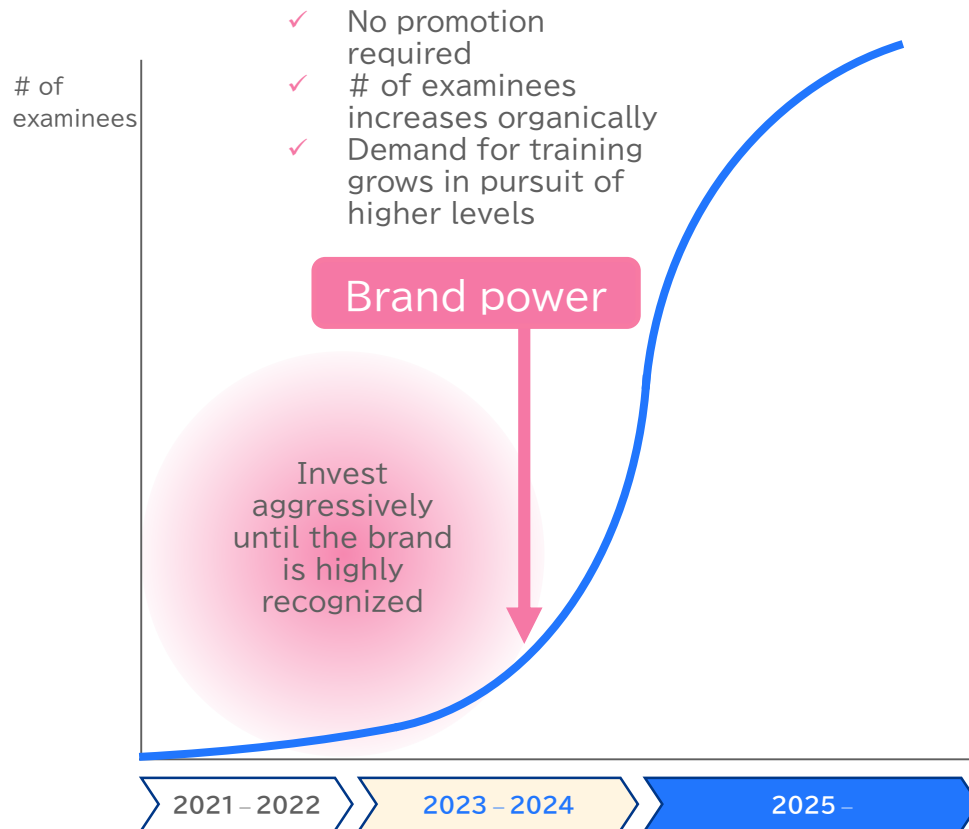 ✓ No promotion
required
✓ # of examinees
increases organically
✓ Demand for training
grows in pursuit of
higher levels
# of
examinees
Brand power
Invest
aggressively
until the brand
is highly
recognized
2021 – 2022
2023 – 2024
2025 –